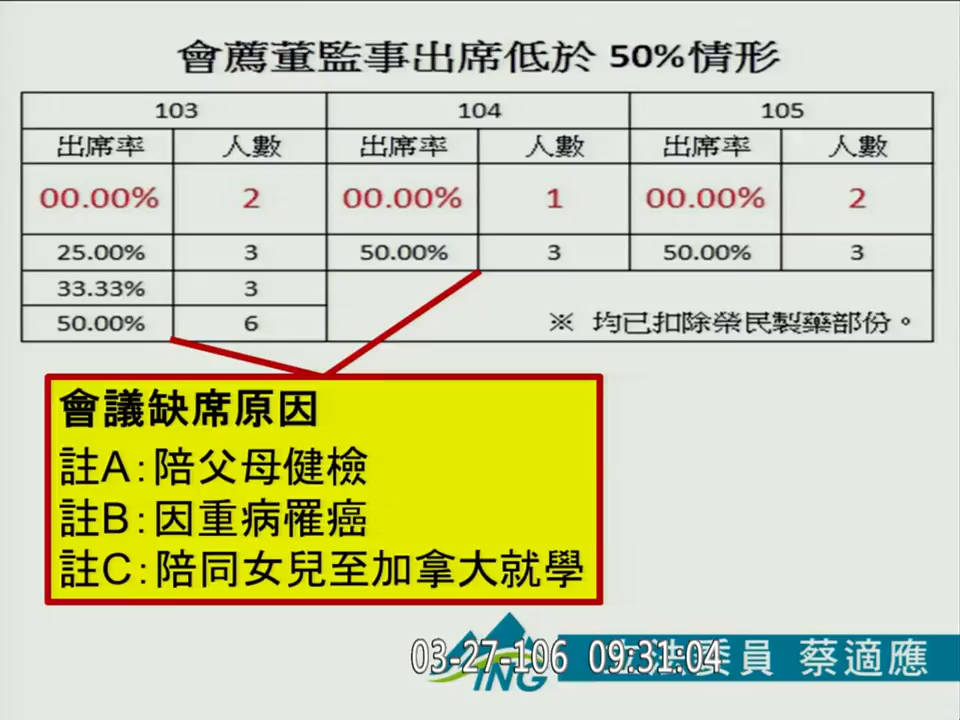 會薦董監事出席低於 50%情形
103 104 105
出席率 人數 出席率 人數 出席率 人數
00.00% 2 00.00% 1 00.00% 2
25.00% 3 50.00% 3 50.00% 3
33.33% 3
50.00% 6 ※ 均已扣除榮民製藥部份。
會議缺席原因
註A:陪父母健檢
註B:因重病罹癌
註C:陪同女兒至加拿大就學
03-27-106 09:31:04
委員 蔡適應
ING